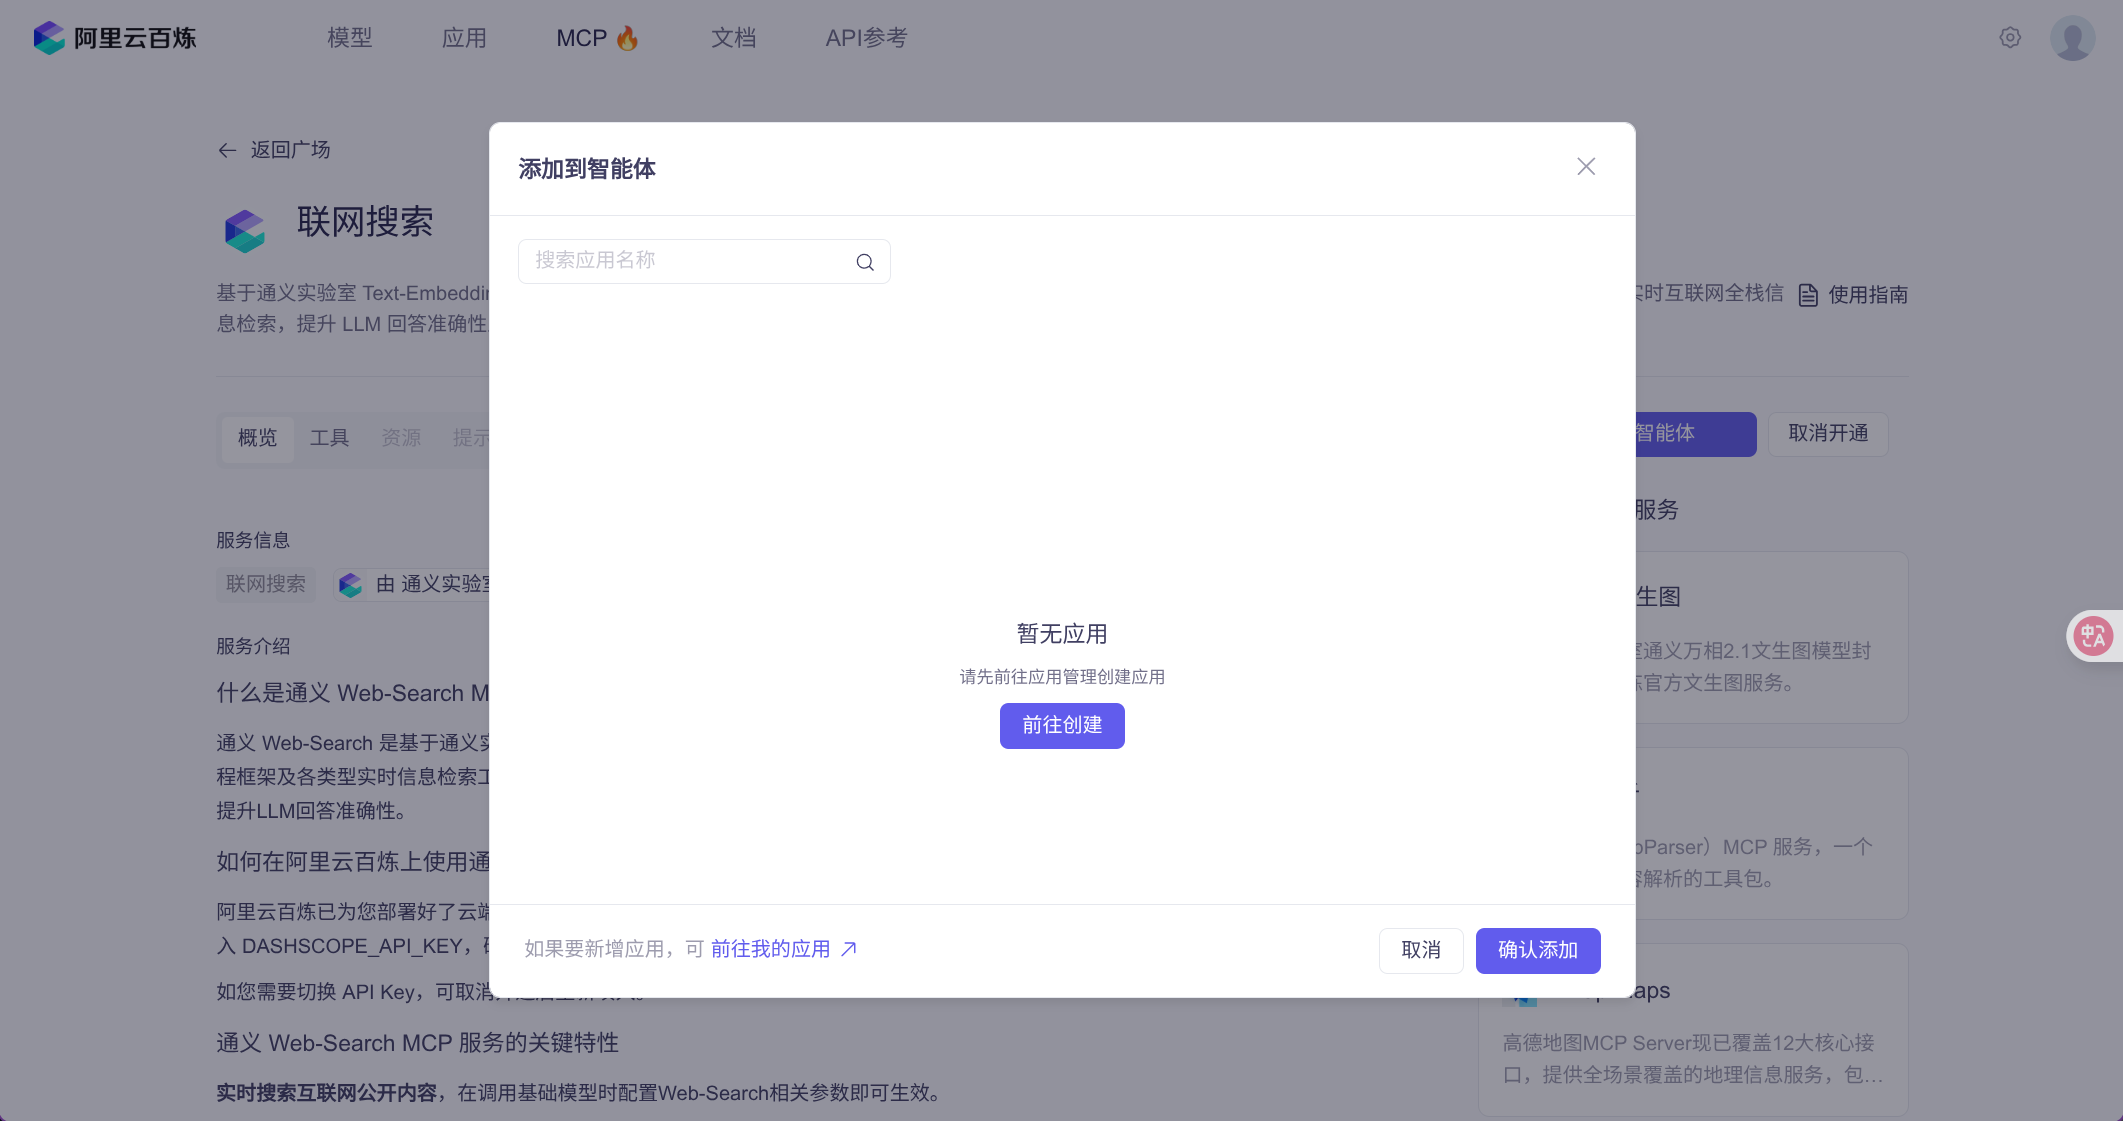 阿里云百炼
模型
应用
MCP 🔥
文档
API参考
返回广场
联网搜索
基于通义实验室 Text-Embeddin
实时互联网全栈信
息检索，提升 LLM 回答准确性
使用指南
概览
工具
资源
提示
智能体
取消开通
服务信息
联网搜索
由 通义实验室
服务介绍
什么是通义 Web-Search M
通义 Web-Search 是基于通义实
程框架及各类型实时信息检索工
提升LLM回答准确性。
如何在阿里云百炼上使用通
阿里云百炼已为您部署好了云端
入 DASHSCOPE_API_KEY，
如您需要切换 API Key，可取消
通义 Web-Search MCP 服务的关键特性
实时搜索互联网公开内容，在调用基础模型时配置Web-Search相关参数即可生效。
添加到智能体
搜索应用名称
暂无应用
请先前往应用管理创建应用
前往创建
如果要新增应用，可 前往我的应用
取消
确认添加
服务
生图
通义万相2.1文生图模型封
官方文生图服务。
Parser）MCP 服务，一个
解析的工具包。
aps
高德地图MCP Server现已覆盖12大核心接
口，提供全场景覆盖的地理信息服务，包...
中A